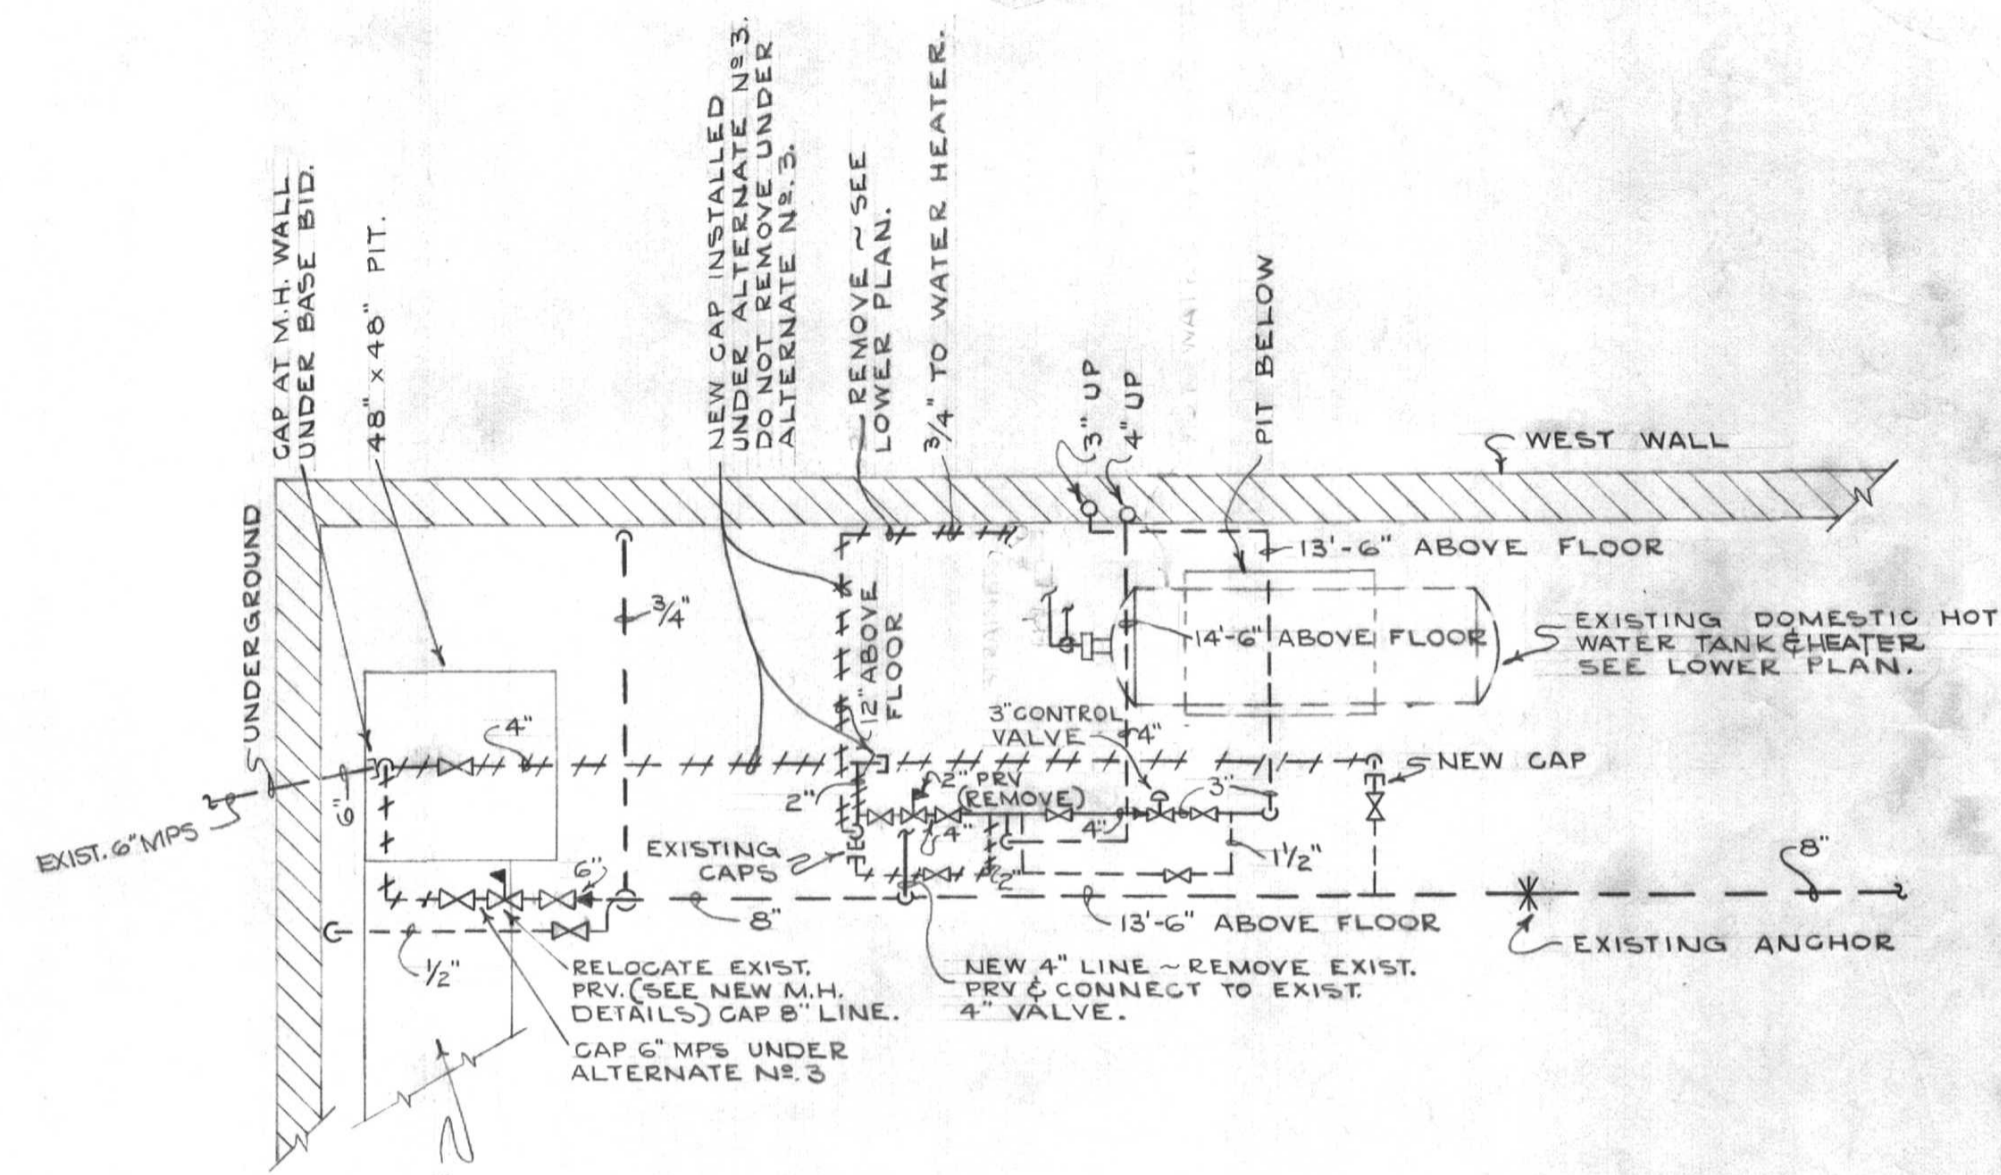 CAP AT M.H. WALL
UNDER BASE BID.
48" x 48" PIT.
NEW CAP INSTALLED
UNDER ALTERNATE Nº 3.
DO NOT REMOVE UNDER
ALTERNATE Nº. 3.
REMOVE ~ SEE
LOWER PLAN.
3/4" TO WATER HEATER.
3" UP
4" UP
PIT BELOW
WEST WALL
UNDERGROUND
13'-6" ABOVE FLOOR
3/4"
12" ABOVE
FLOOR
14'-6" ABOVE FLOOR
EXISTING DOMESTIC HOT
WATER TANK & HEATER
SEE LOWER PLAN.
4"
3" CONTROL
VALVE
4"
NEW CAP
EXIST. 6" MPS
6"
2"
2" PRV
(REMOVE)
3"
4"
4"
EXISTING
CAPS
2"
1 1/2"
6"
8"
8"
13'-6" ABOVE FLOOR
EXISTING ANCHOR
1/2"
RELOCATE EXIST.
PRV. (SEE NEW M.H.
DETAILS) CAP 8" LINE.
NEW 4" LINE ~ REMOVE EXIST.
PRV & CONNECT TO EXIST.
4" VALVE.
CAP 6" MPS UNDER
ALTERNATE Nº. 3